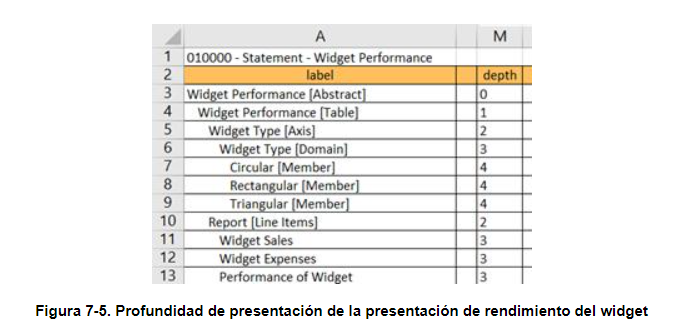 A M
1 010000 - Statement - Widget Performance
2 label depth
3 Widget Performance [Abstract] 0
4 Widget Performance [Table] 1
5 Widget Type [Axis] 2
6 Widget Type [Domain] 3
7 Circular [Member] 4
8 Rectangular [Member] 4
9 Triangular [Member] 4
10 Report [Line Items] 2
11 Widget Sales 3
12 Widget Expenses 3
13 Performance of Widget 3
Figura 7-5. Profundidad de presentación de la presentación de rendimiento del widget